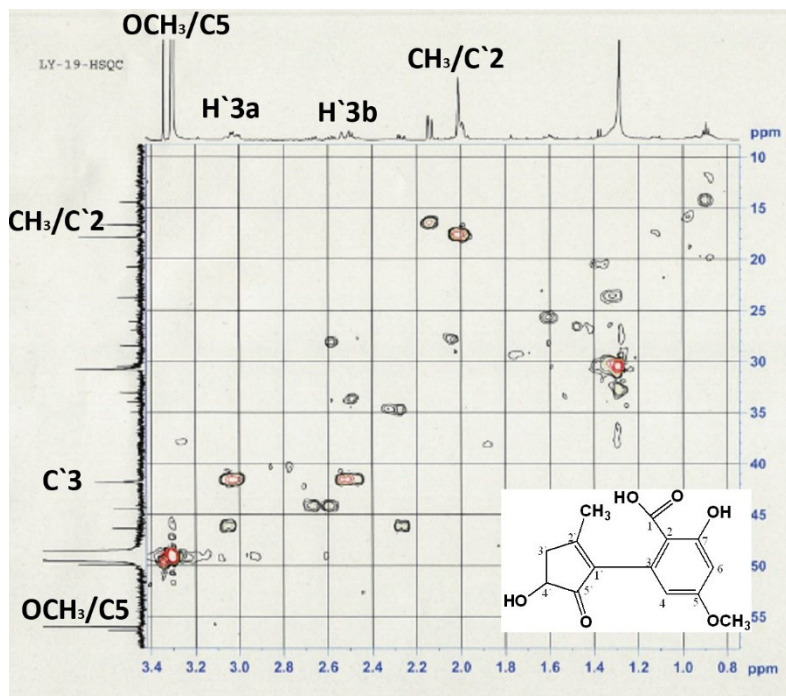 OCH₃/C5
LY-19-HSQC
CH₃/C`2
H`3a
H`3b
ppm
10
CH₃/C`2
15
20
25
30
35
40
C`3
45
50
OCH₃/C5
55
3.4 3.2 3.0 2.8 2.6 2.4 2.2 2.0 1.8 1.6 1.4 1.2 1.0 0.8 ppm
HO O
CH₃ 1 OH
2' 2 7
3' 3 6
1'
4' 5' 4 5
HO O OCH₃